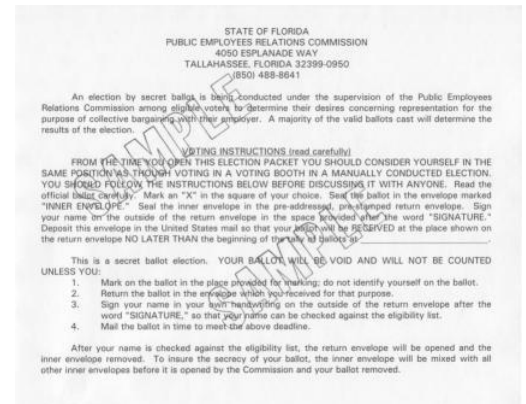 STATE OF FLORIDA
PUBLIC EMPLOYEES RELATIONS COMMISSION
4050 ESPLANADE WAY
TALLAHASSEE, FLORIDA 32399-0950
(850) 488-8641
An election by secret ballot is being conducted under the supervision of the Public Employees
Relations Commission among eligible voters to determine their desires concerning representation for the
purpose of collective bargaining with their employer. A majority of the valid ballots cast will determine the
results of the election.
VOTING INSTRUCTIONS (read carefully)
FROM THE TIME YOU OPEN THIS ELECTION PACKET YOU SHOULD CONSIDER YOURSELF IN THE
SAME POSITION AS THOUGH VOTING IN A VOTING BOOTH IN A MANUALLY CONDUCTED ELECTION.
YOU SHOULD FOLLOW THE INSTRUCTIONS BELOW BEFORE DISCUSSING IT WITH ANYONE. Read the
official ballot carefully. Mark an "X" in the square of your choice. Seal the ballot in the envelope marked
"INNER ENVELOPE." Seal the inner envelope in the pre-addressed, pre-stamped return envelope. Sign
your name on the outside of the return envelope in the space provided after the word "SIGNATURE."
Deposit this envelope in the United States mail so that your ballot will be RECEIVED at the place shown on
the return envelope NO LATER THAN the beginning of the tally of ballots at
This is a secret ballot election. YOUR BALLOT WILL BE VOID AND WILL NOT BE COUNTED
UNLESS YOU:
1. Mark on the ballot in the place provided for marking; do not identify yourself on the ballot.
2. Return the ballot in the envelope which you received for that purpose.
3. Sign your name in your own handwriting on the outside of the return envelope after the
word "SIGNATURE," so that your name can be checked against the eligibility list.
4. Mail the ballot in time to meet the above deadline.
After your name is checked against the eligibility list, the return envelope will be opened and the
inner envelope removed. To insure the secrecy of your ballot, the inner envelope will be mixed with all
other inner envelopes before it is opened by the Commission and your ballot removed.
SAMPLE
SAMPLE